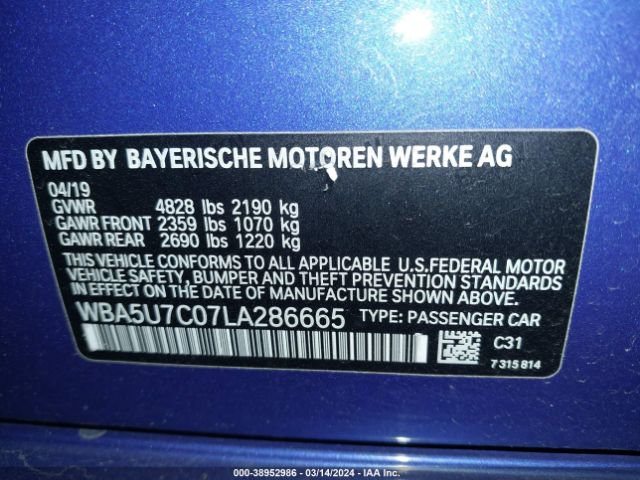 MFD BY BAYERISCHE MOTOREN WERKE AG
04/19
GVWR 4828 lbs 2190 kg
GAWR FRONT 2359 lbs 1070 kg
GAWR REAR 2690 lbs 1220 kg
THIS VEHICLE CONFORMS TO ALL APPLICABLE U.S.FEDERAL MOTOR
VEHICLE SAFETY, BUMPER AND THEFT PREVENTION STANDARDS
IN EFFECT ON THE DATE OF MANUFACTURE SHOWN ABOVE.
WBA5U7C07LA286665 TYPE: PASSENGER CAR
C31
7315814
000-38952986 - 03/14/2024 - IAA Inc.